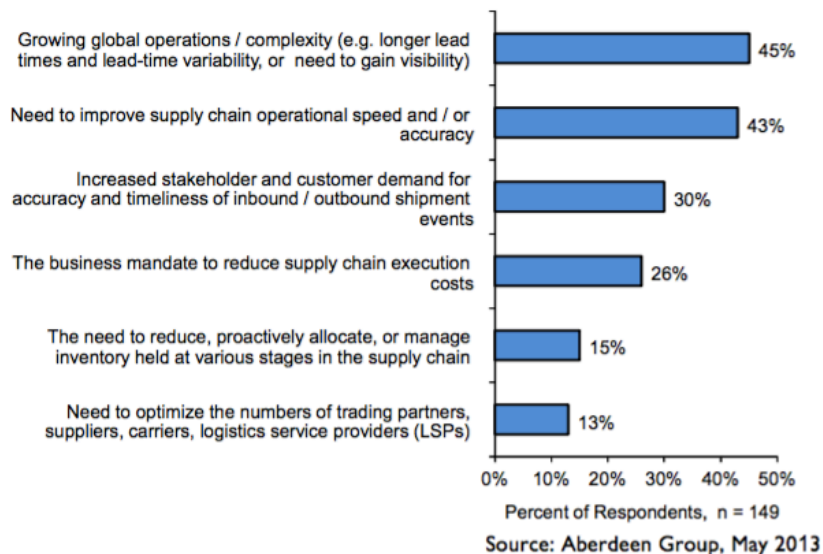 Growing global operations / complexity (e.g. longer lead
times and lead-time variability, or need to gain visibility)
45%
Need to improve supply chain operational speed and / or
accuracy
43%
Increased stakeholder and customer demand for
accuracy and timeliness of inbound / outbound shipment
events
30%
The business mandate to reduce supply chain execution
costs
26%
The need to reduce, proactively allocate, or manage
inventory held at various stages in the supply chain
15%
Need to optimize the numbers of trading partners,
suppliers, carriers, logistics service providers (LSPs)
13%
0% 10% 20% 30% 40% 50%
Percent of Respondents, n = 149
Source: Aberdeen Group, May 2013